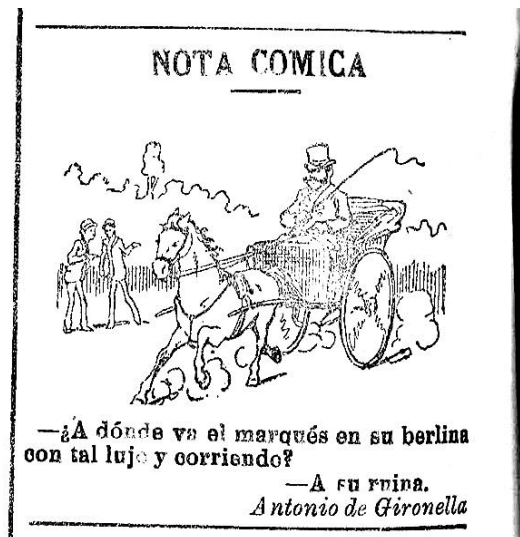 NOTA COMICA
—¿A dónde va el marqués en su berlina
con tal lujo y corriendo?
—A su ruina.
Antonio de Gironella